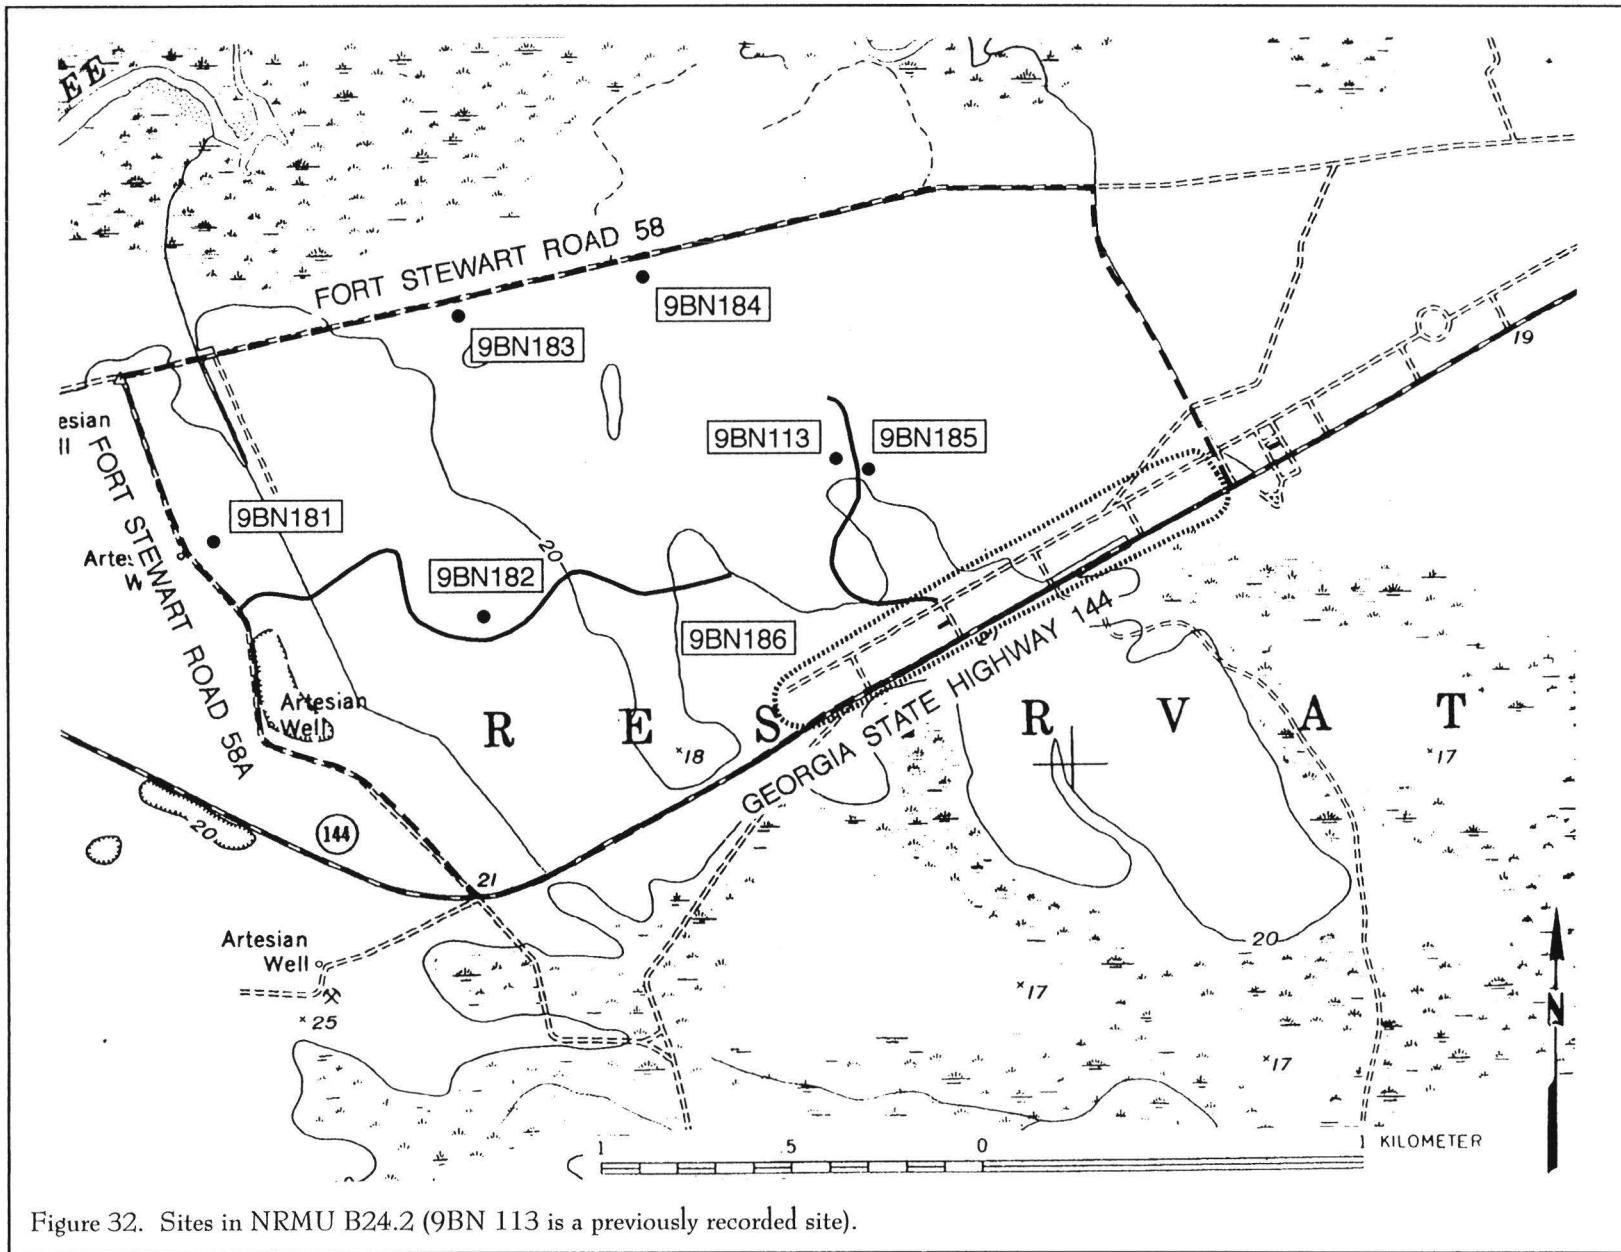 EE
FORT STEWART ROAD 58
9BN184
9BN183
19
esian
ll
9BN113
9BN185
FORT STEWART ROAD 58A
9BN181
20
9BN182
9BN186
GEORGIA STATE HIGHWAY 144
Artesian
Well
R E S R V A T
18
17
20
144
21
Artesian
Well
25
20
17
17
N
1 .5 0 1 KILOMETER
Figure 32. Sites in NRMU B24.2 (9BN 113 is a previously recorded site).